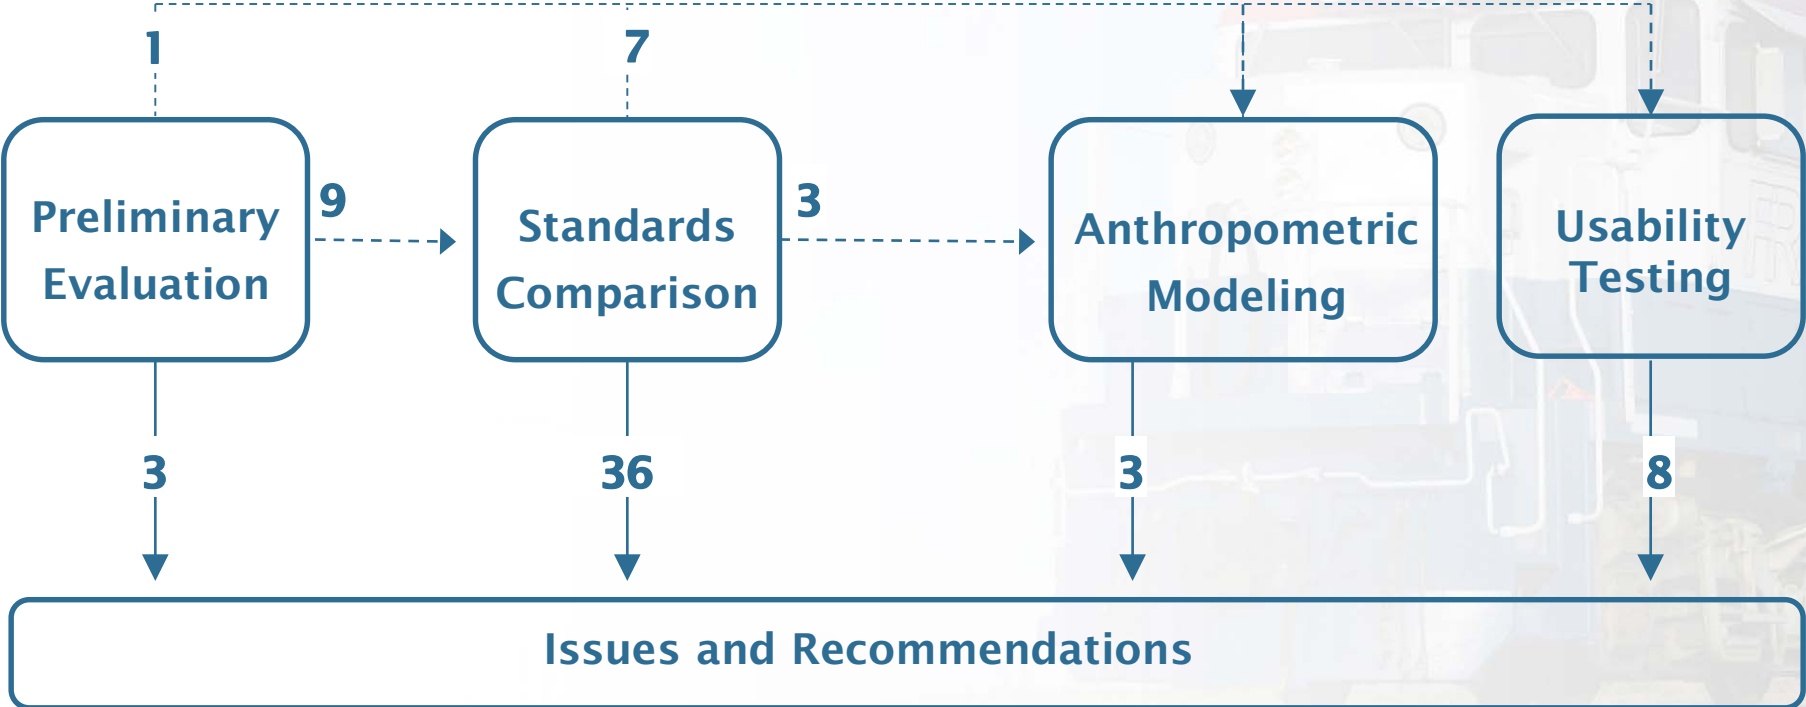 1
7
Preliminary
Evaluation
9
Standards
Comparison
3
Anthropometric
Modeling
Usability
Testing
3
36
3
8
Issues and Recommendations